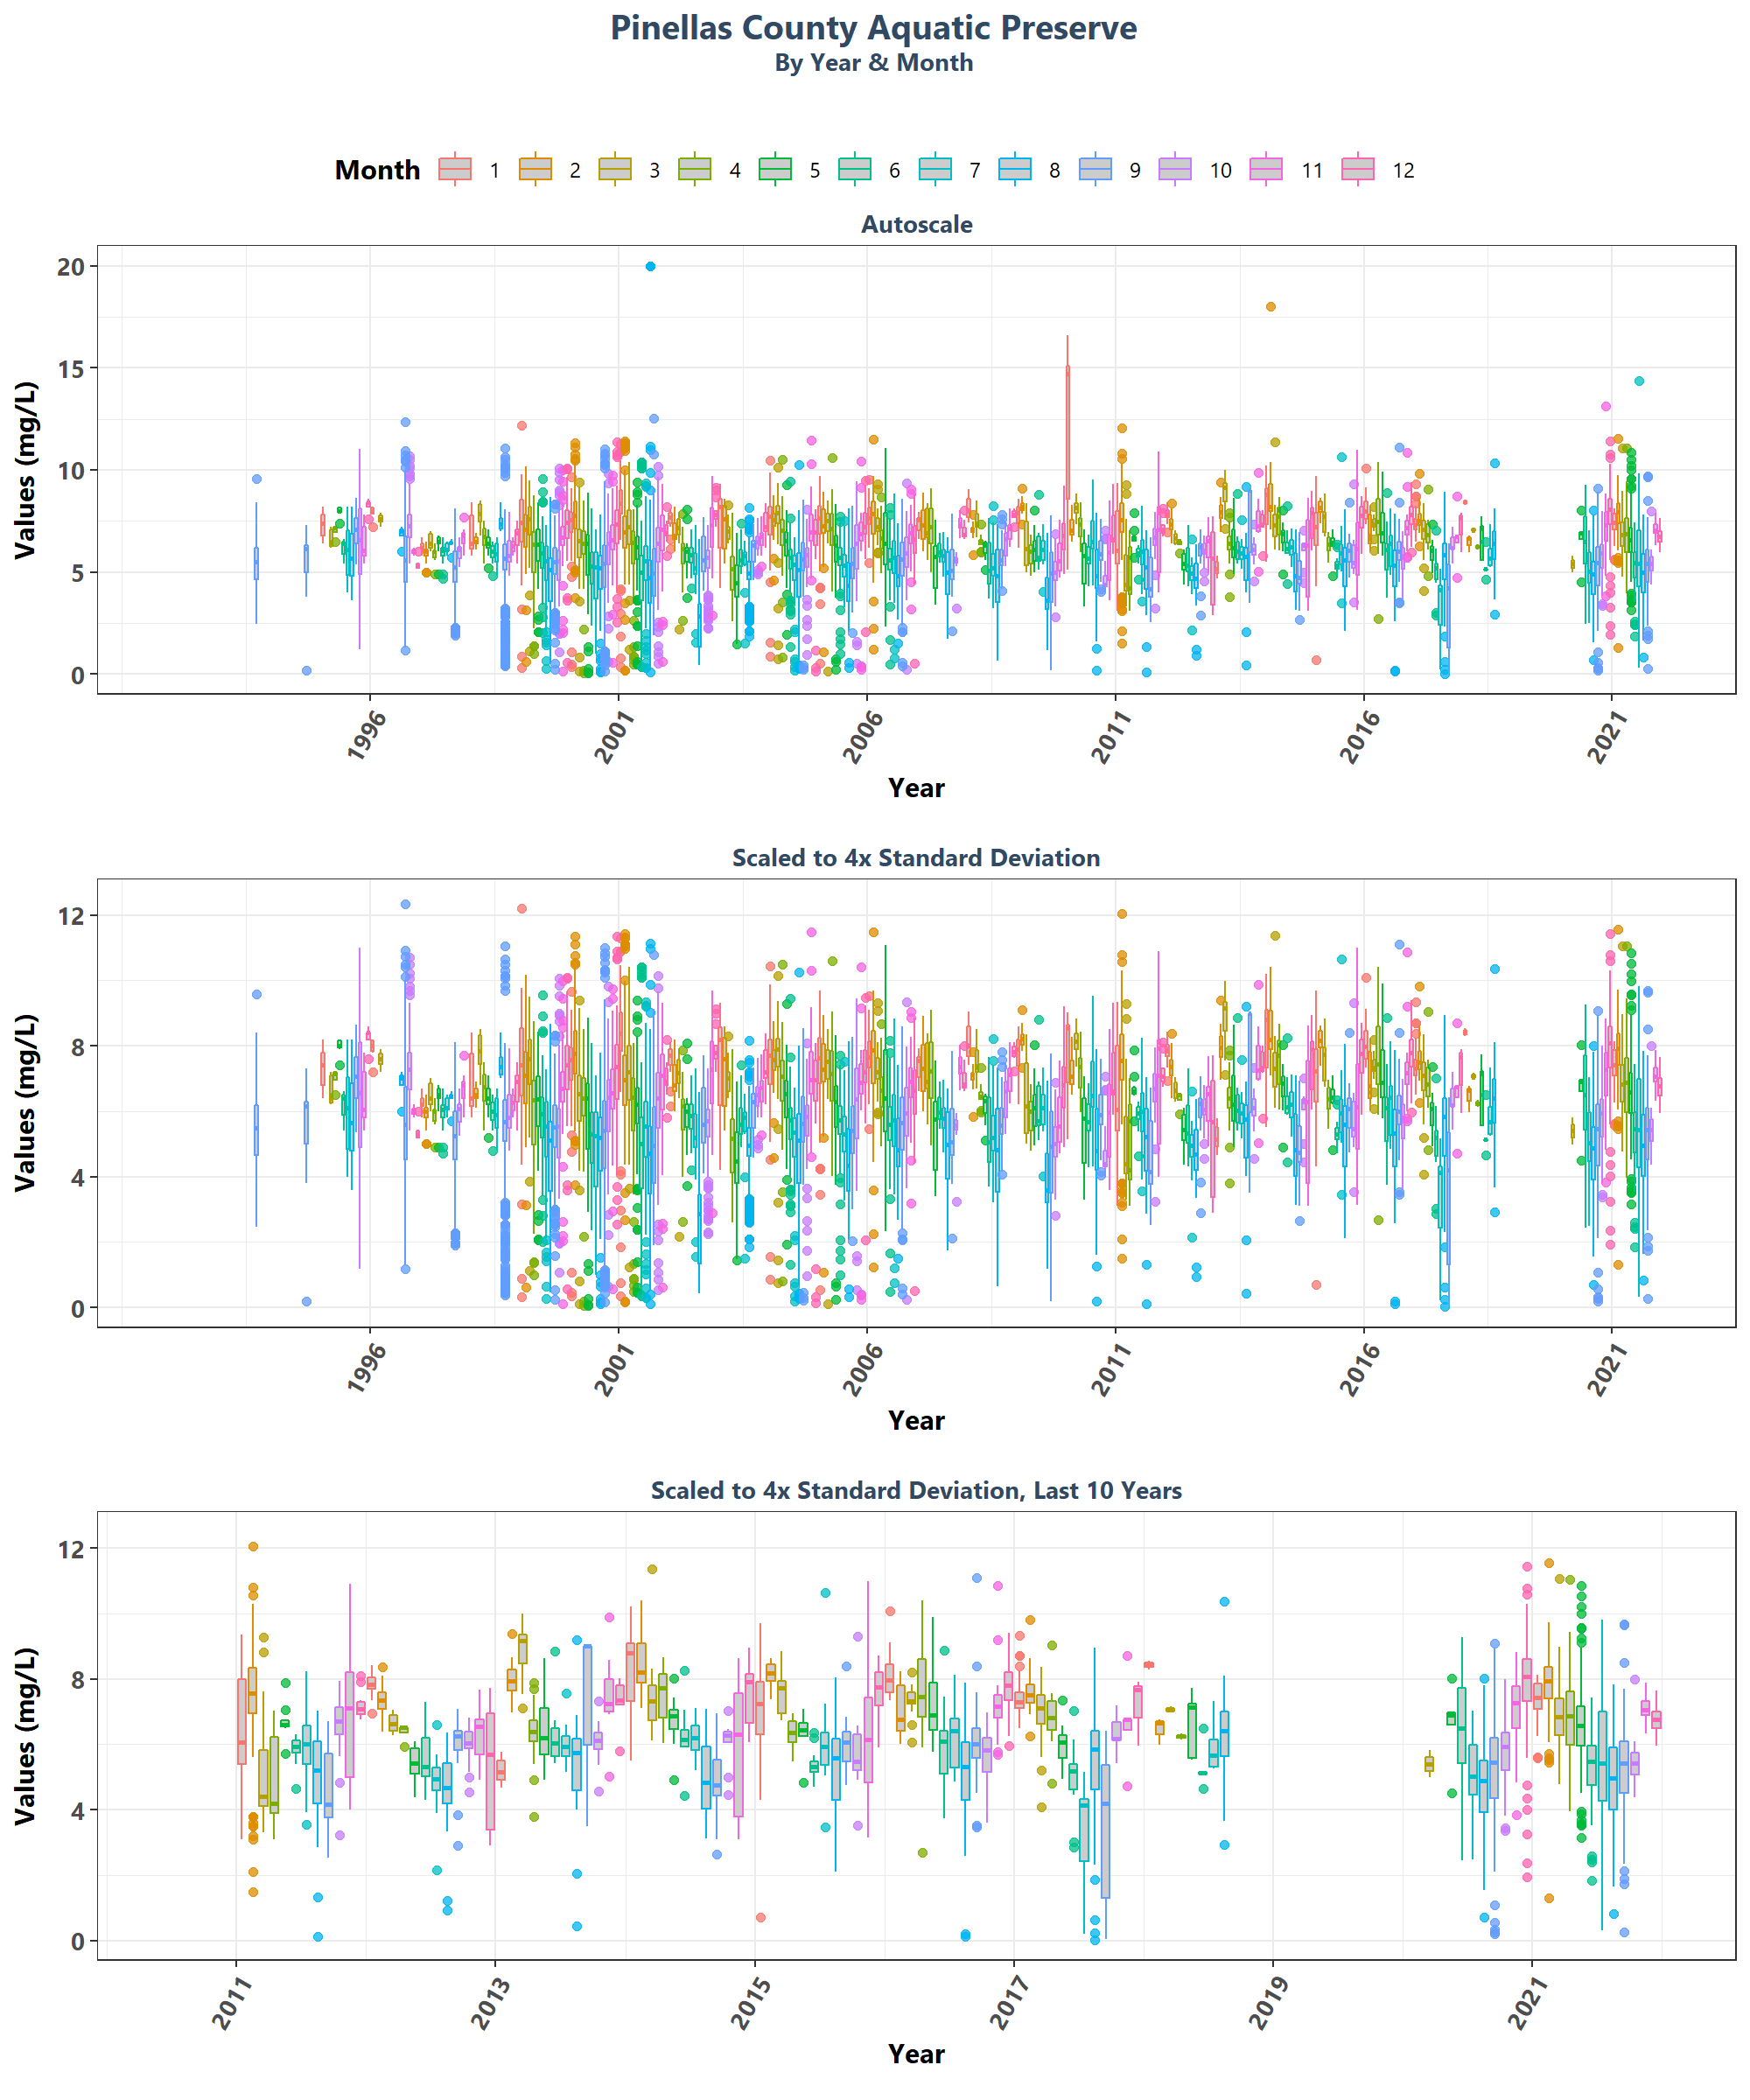 Pinellas County Aquatic Preserve
By Year & Month
Month 1 2 3 4 5 6 7 8 9 10 11 12
Autoscale
Values (mg/L)
20
15
10
5
0
1996 2001 2006 2011 2016 2021
Year
Scaled to 4x Standard Deviation
Values (mg/L)
12
8
4
0
1996 2001 2006 2011 2016 2021
Year
Scaled to 4x Standard Deviation, Last 10 Years
Values (mg/L)
12
8
4
0
2011 2013 2015 2017 2019 2021
Year